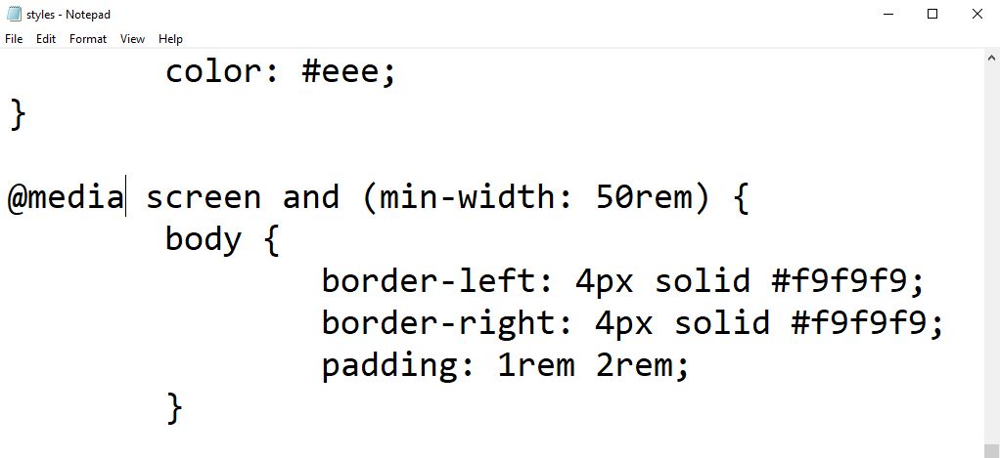 styles - Notepad
File Edit Format View Help
color: #eee;
}
@media screen and (min-width: 50rem) {
body {
border-left: 4px solid #f9f9f9;
border-right: 4px solid #f9f9f9;
padding: 1rem 2rem;
}